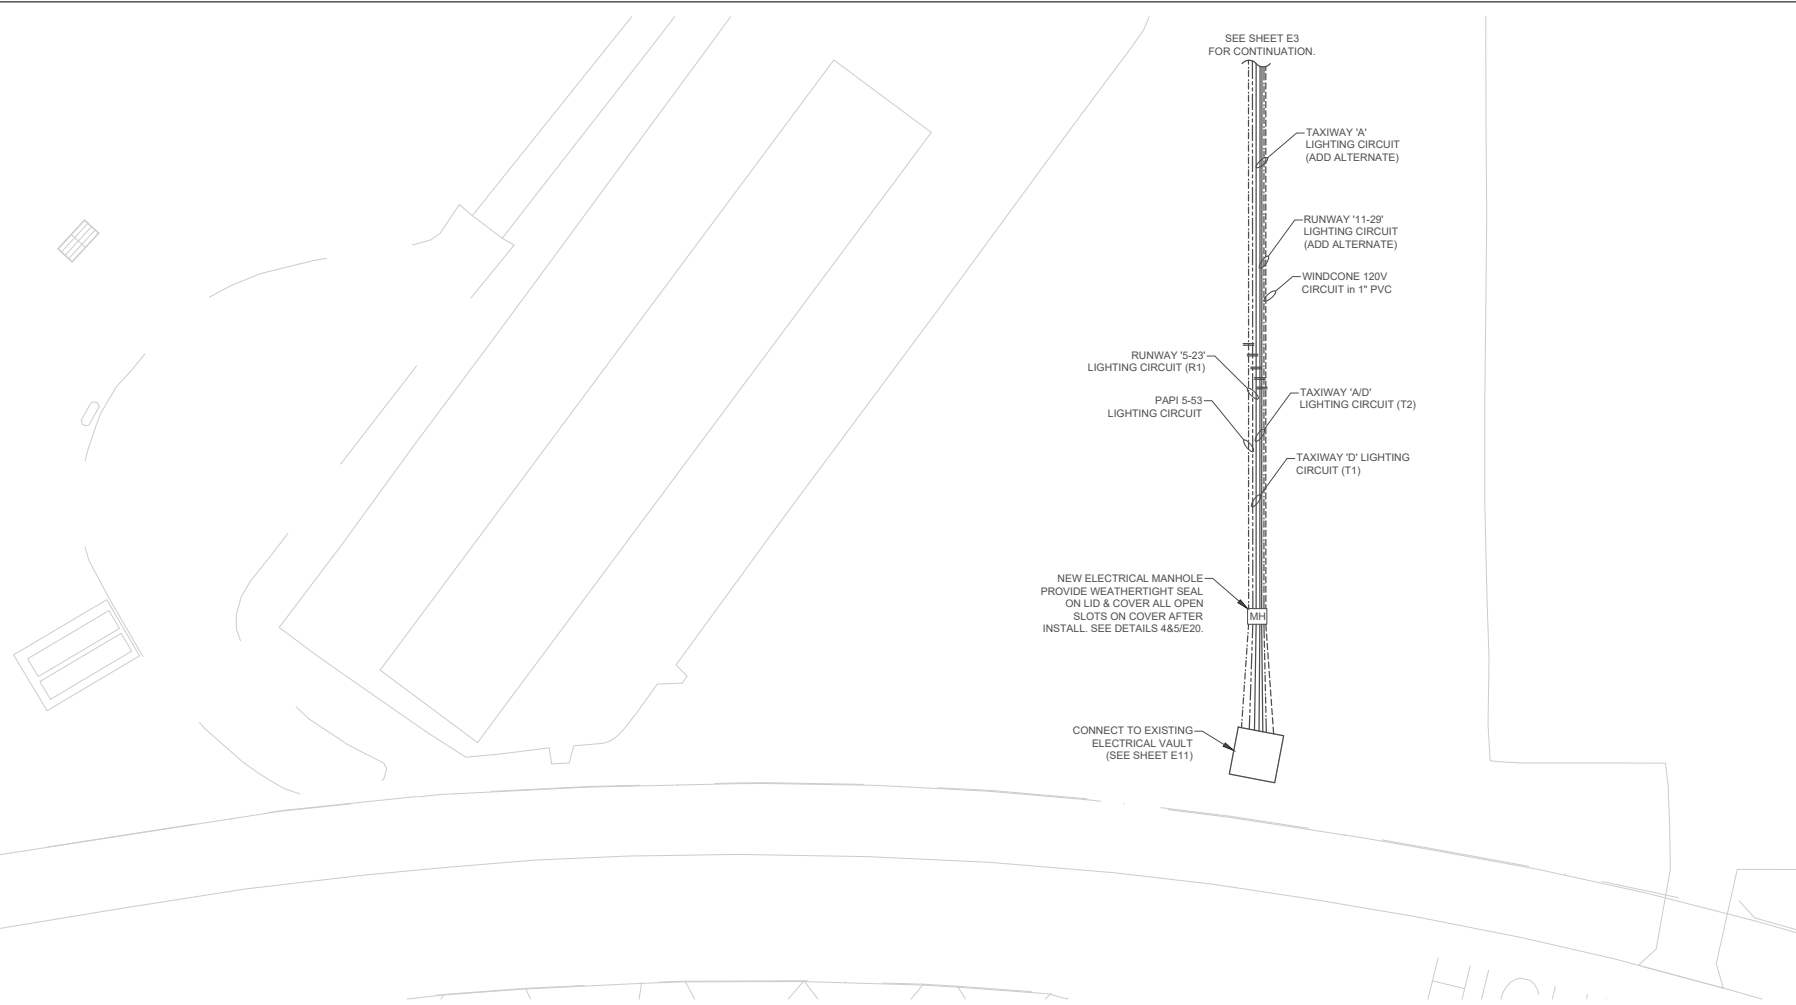 SEE SHEET E3
FOR CONTINUATION.
TAXIWAY 'A'
LIGHTING CIRCUIT
(ADD ALTERNATE)
RUNWAY '11-29'
LIGHTING CIRCUIT
(ADD ALTERNATE)
WINDCONE 120V
CIRCUIT in 1" PVC
RUNWAY '5-23'
LIGHTING CIRCUIT (R1)
PAPI 5-53
LIGHTING CIRCUIT
TAXIWAY 'A/D'
LIGHTING CIRCUIT (T2)
TAXIWAY 'D' LIGHTING
CIRCUIT (T1)
NEW ELECTRICAL MANHOLE
PROVIDE WEATHERTIGHT SEAL
ON LID & COVER ALL OPEN
SLOTS ON COVER AFTER
INSTALL. SEE DETAILS 4&5/E20.
MH
CONNECT TO EXISTING
ELECTRICAL VAULT
(SEE SHEET E11)